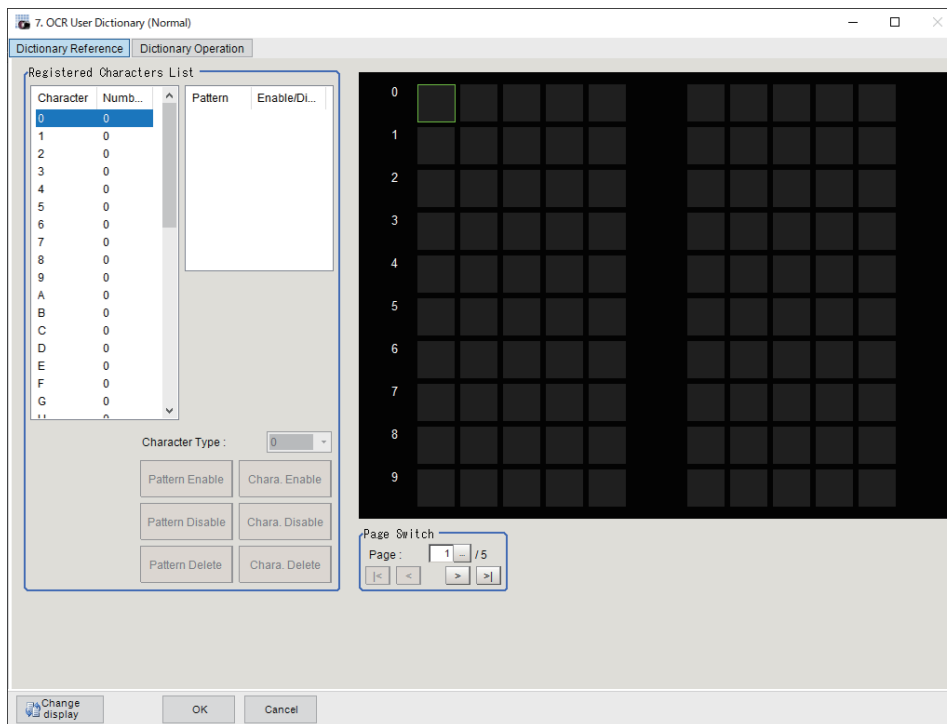 7. OCR User Dictionary (Normal)
Dictionary Reference Dictionary Operation
Registered Characters List
Character Numb...
0 0
1 0
2 0
3 0
4 0
5 0
6 0
7 0
8 0
9 0
A 0
B 0
C 0
D 0
E 0
F 0
G 0
Pattern Enable/Di...
Character Type : 0
Pattern Enable Chara. Enable
Pattern Disable Chara. Disable
Pattern Delete Chara. Delete
0
1
2
3
4
5
6
7
8
9
Page Switch
Page : 1 ... / 5
|< < > >|
Change
display
OK Cancel